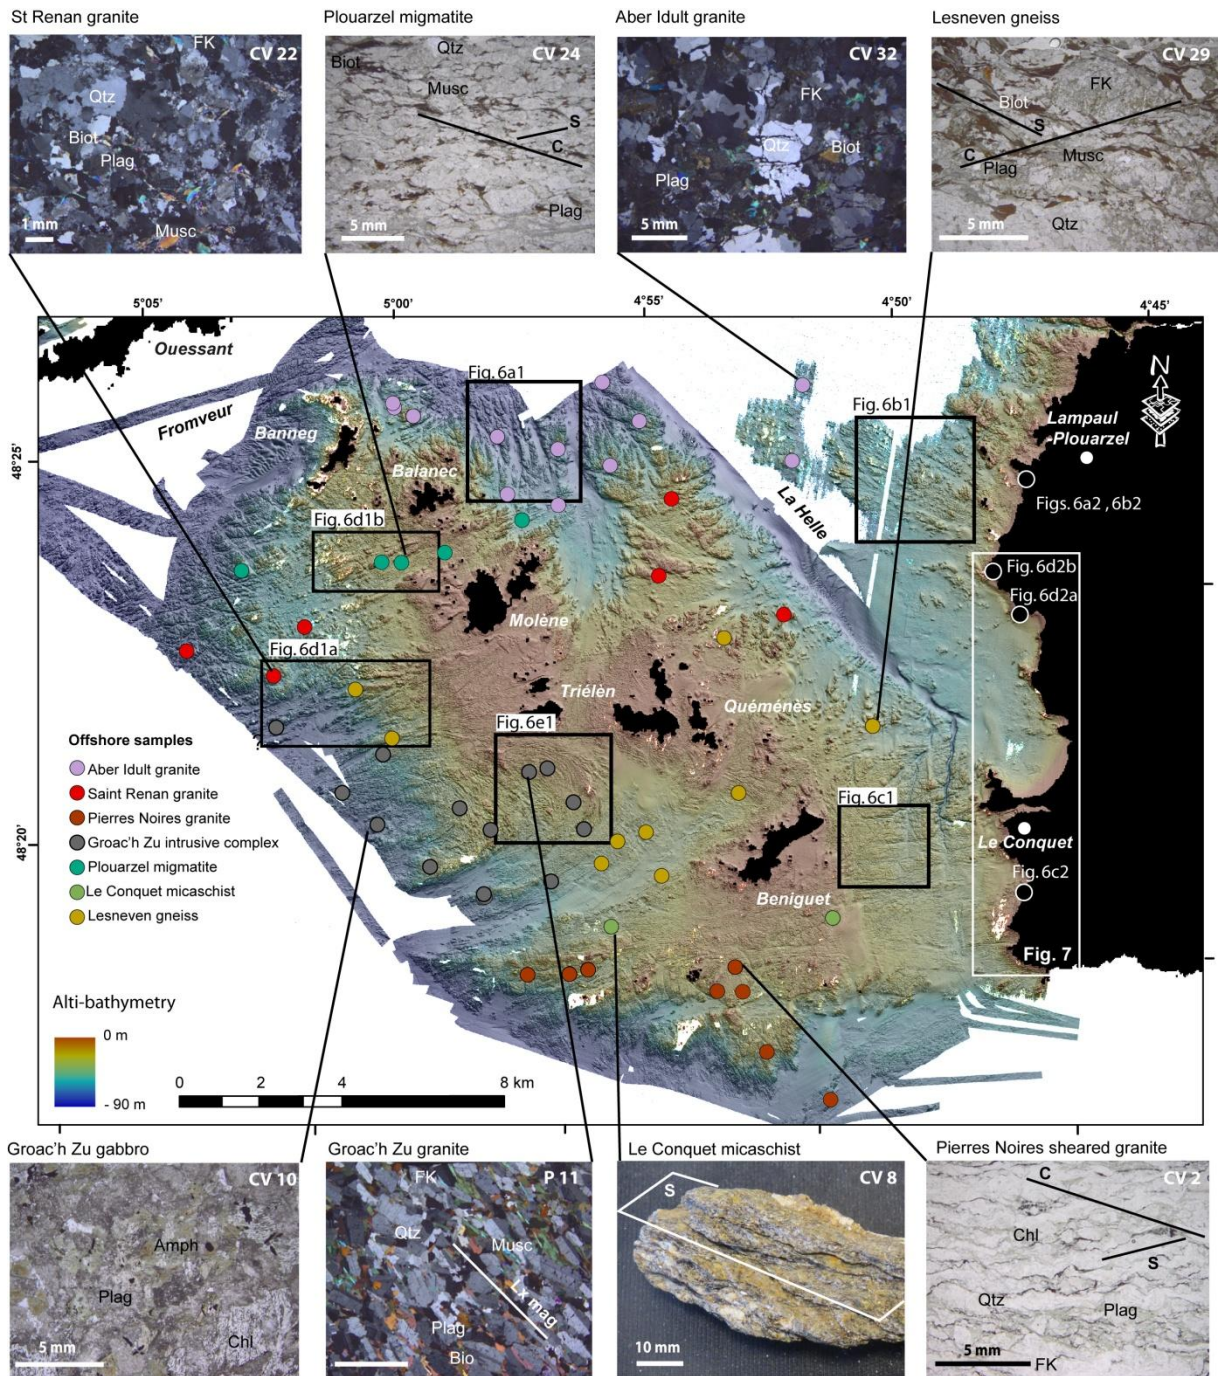 St Renan granite
Plouarzel migmatite
Aber Idult granite
Lesneven gneiss
FK
CV 22
Qtz
Biot
Plag
1 mm
Musc
Qtz
CV 24
Biot
Musc
S
C
5 mm
Plag
CV 32
FK
Qtz
Biot
Plag
5 mm
CV 29
FK
Biot
S
C
Musc
Plag
5 mm
Qtz
5°05'
5°00'
4°55'
4°50'
4°45'
Ouessant
Fromveur
Banneg
Fig. 6a1
Balanec
Fig. 6b1
N
Lampaul
Plouarzel
48°25'
La Helle
Figs. 6a2 , 6b2
Fig. 6d1b
Fig. 6d2b
Fig. 6d2a
Molène
Fig. 6d1a
Triélèn
Quéménès
Fig. 6e1
Offshore samples
Aber Idult granite
Saint Renan granite
Pierres Noires granite
Groac'h Zu intrusive complex
Plouarzel migmatite
Le Conquet micaschist
Lesneven gneiss
Fig. 6c1
48°20'
Le Conquet
Fig. 6c2
Beniguet
Fig. 7
Alti-bathymetry
0 m
- 90 m
0 2 4 8 km
Groac'h Zu gabbro
Groac'h Zu granite
Le Conquet micaschist
Pierres Noires sheared granite
CV 10
Amph
Plag
Chl
5 mm
FK
P 11
Qtz
Musc
Lx mag
Plag
Bio
S
CV 8
10 mm
C
CV 2
Chl
S
Qtz
Plag
5 mm
FK